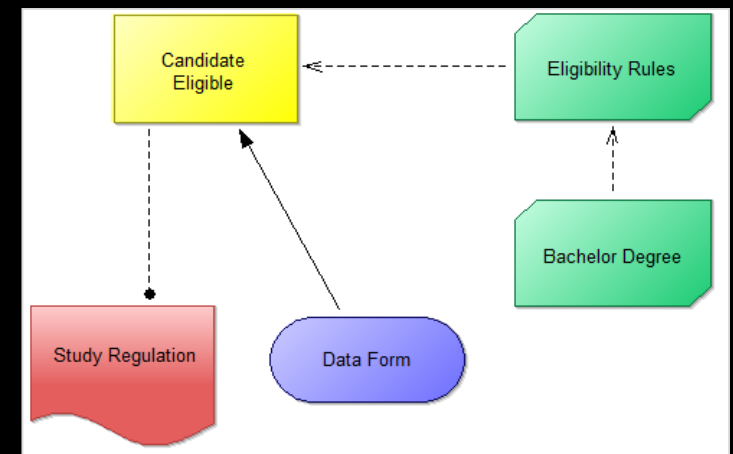 Candidate
Eligible
Eligibility Rules
Bachelor Degree
Study Regulation
Data Form